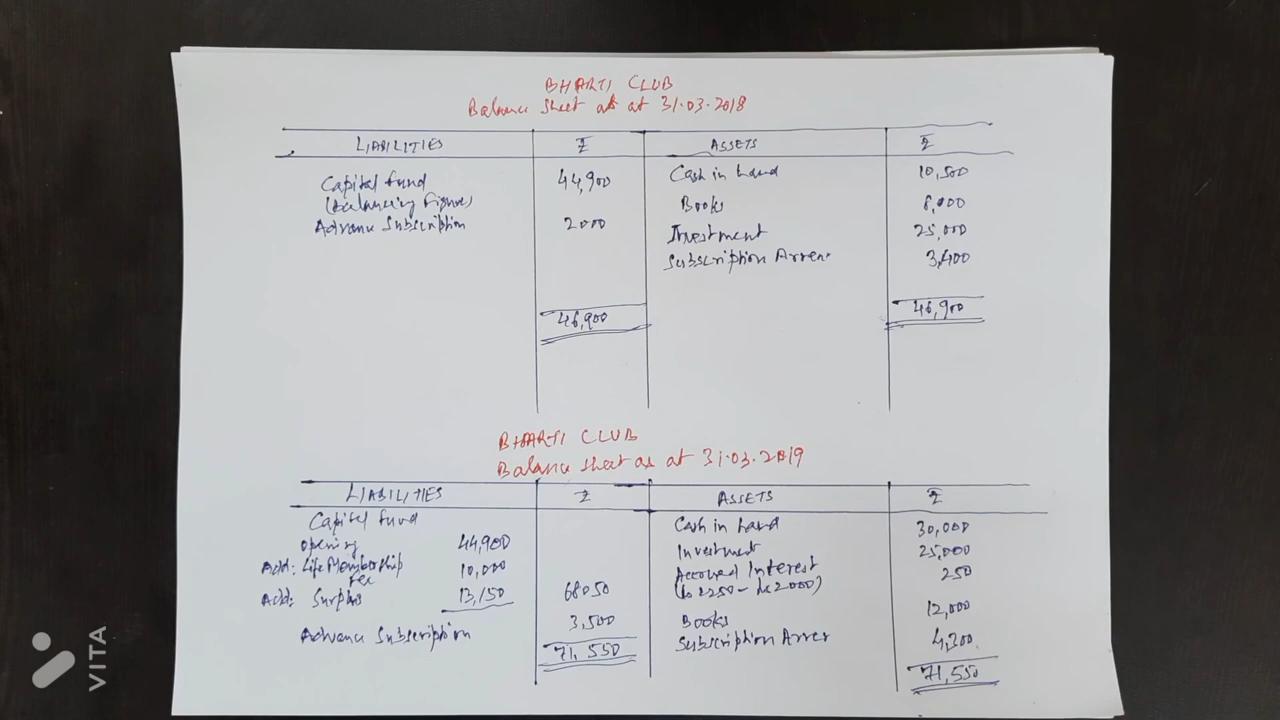 BHARTI CLUB
Balance Sheet as at 31.03.2018
LIABILITIES ₹ ASSETS ₹
Capital fund 44,900 Cash in hand 10,500
(Balancing figure) Books 8,000
Advance Subscription 2000 Investment 25,000
Subscription Arrear 3,400
46,900 46,900
BHARTI CLUB
Balance Sheet as at 31.03.2019
LIABILITIES ₹ ASSETS ₹
Capital fund Cash in hand 30,000
Opening 44,900 Investment 25,000
Add: Life Membership 10,000 Accrued Interest 250
Fee
Add: Surplus 13,150 68050 2250 - 2000)
3,500 Books 12,000
Advance Subscription Subscription Arrear 4,300
71,550 71,550
VITA